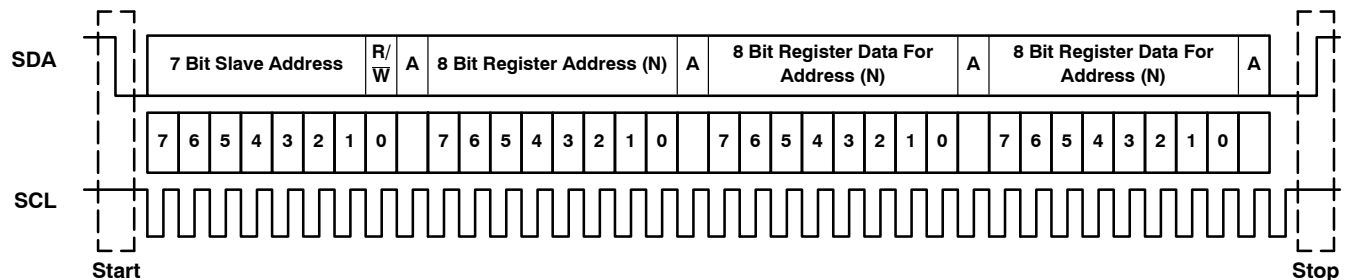 SDA
7 Bit Slave Address
R/
W
A
8 Bit Register Address (N)
A
8 Bit Register Data For
Address (N)
A
8 Bit Register Data For
Address (N)
A
7 6 5 4 3 2 1 0 7 6 5 4 3 2 1 0 7 6 5 4 3 2 1 0 7 6 5 4 3 2 1 0
SCL
Start
Stop